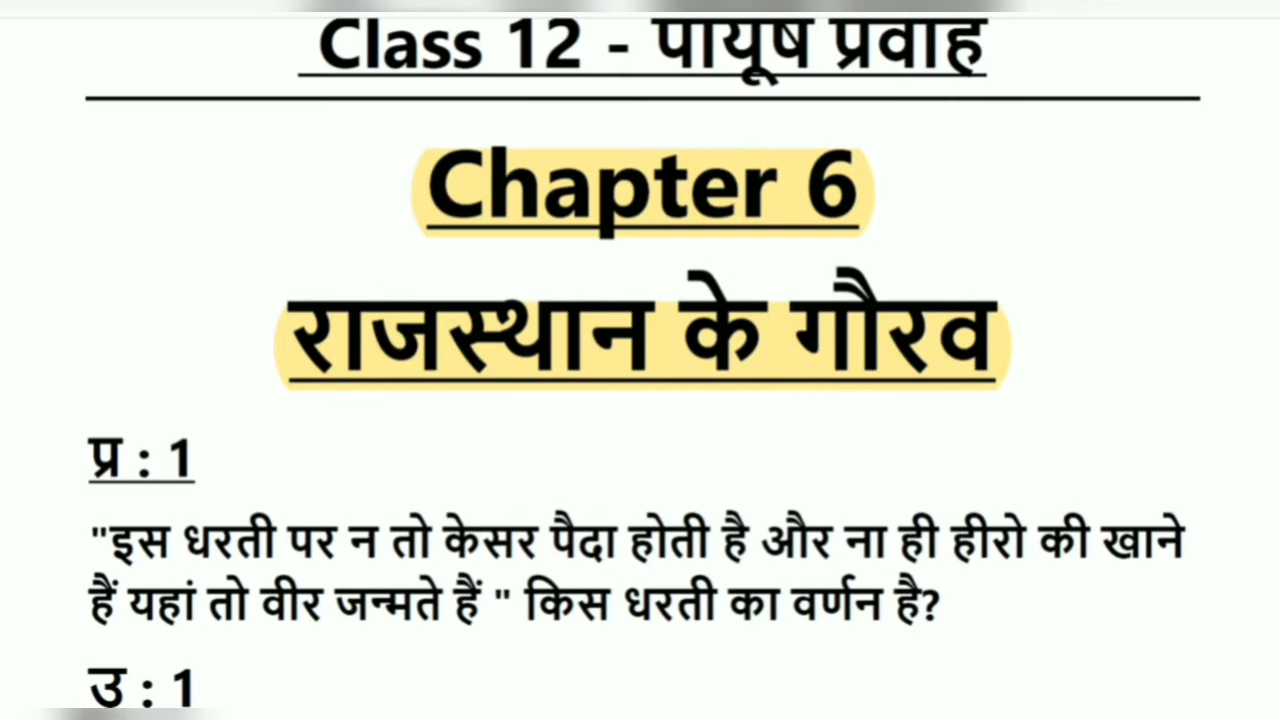 Class 12 - पीयूष प्रवाह
Chapter 6
राजस्थान के गौरव
प्र : 1
"इस धरती पर न तो केसर पैदा होती है और ना ही हीरो की खाने
हैं यहां तो वीर जन्मते हैं " किस धरती का वर्णन है?
उ : 1